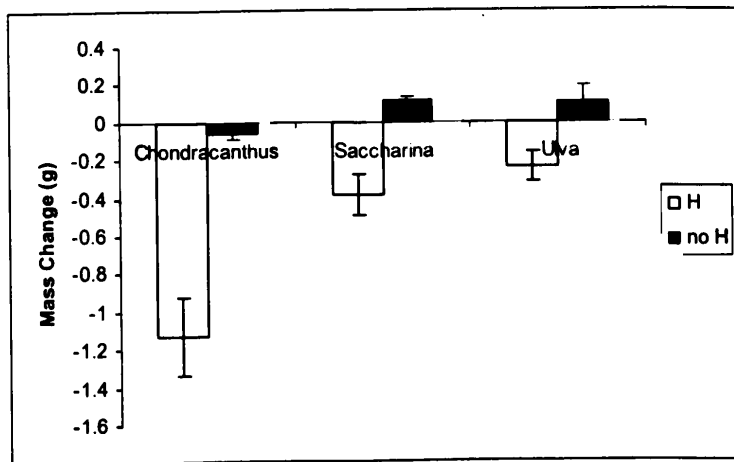 0.4
0.2
0
-0.2
-0.4
-0.6
-0.8
-1
-1.2
-1.4
-1.6
Mass Change (g)
Chondracanthus Saccharina Ulva
H
no H